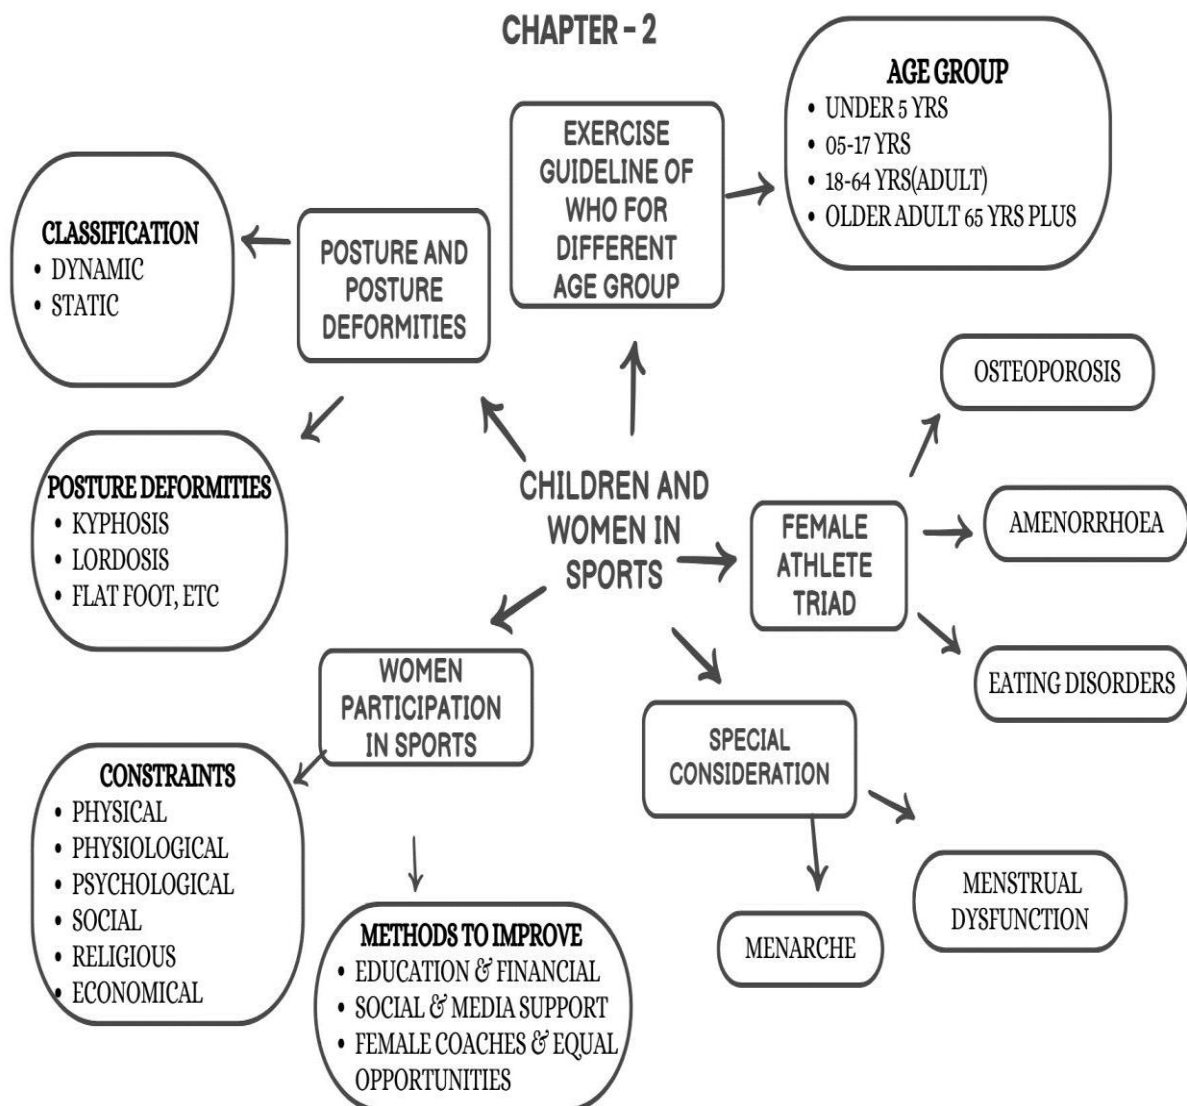 CHAPTER - 2
EXERCISE
GUIDELINE OF
WHO FOR
DIFFERENT
AGE GROUP
AGE GROUP
• UNDER 5 YRS
• 05-17 YRS
• 18-64 YRS(ADULT)
• OLDER ADULT 65 YRS PLUS
POSTURE AND
POSTURE
DEFORMITIES
CLASSIFICATION
• DYNAMIC
• STATIC
POSTURE DEFORMITIES
• KYPHOSIS
• LORDOSIS
• FLAT FOOT, ETC
CHILDREN AND
WOMEN IN
SPORTS
FEMALE
ATHLETE
TRIAD
OSTEOPOROSIS
AMENORRHOEA
EATING DISORDERS
WOMEN
PARTICIPATION
IN SPORTS
CONSTRAINTS
• PHYSICAL
• PHYSIOLOGICAL
• PSYCHOLOGICAL
• SOCIAL
• RELIGIOUS
• ECONOMICAL
METHODS TO IMPROVE
• EDUCATION & FINANCIAL
• SOCIAL & MEDIA SUPPORT
• FEMALE COACHES & EQUAL
OPPORTUNITIES
SPECIAL
CONSIDERATION
MENARCHE
MENSTRUAL
DYSFUNCTION